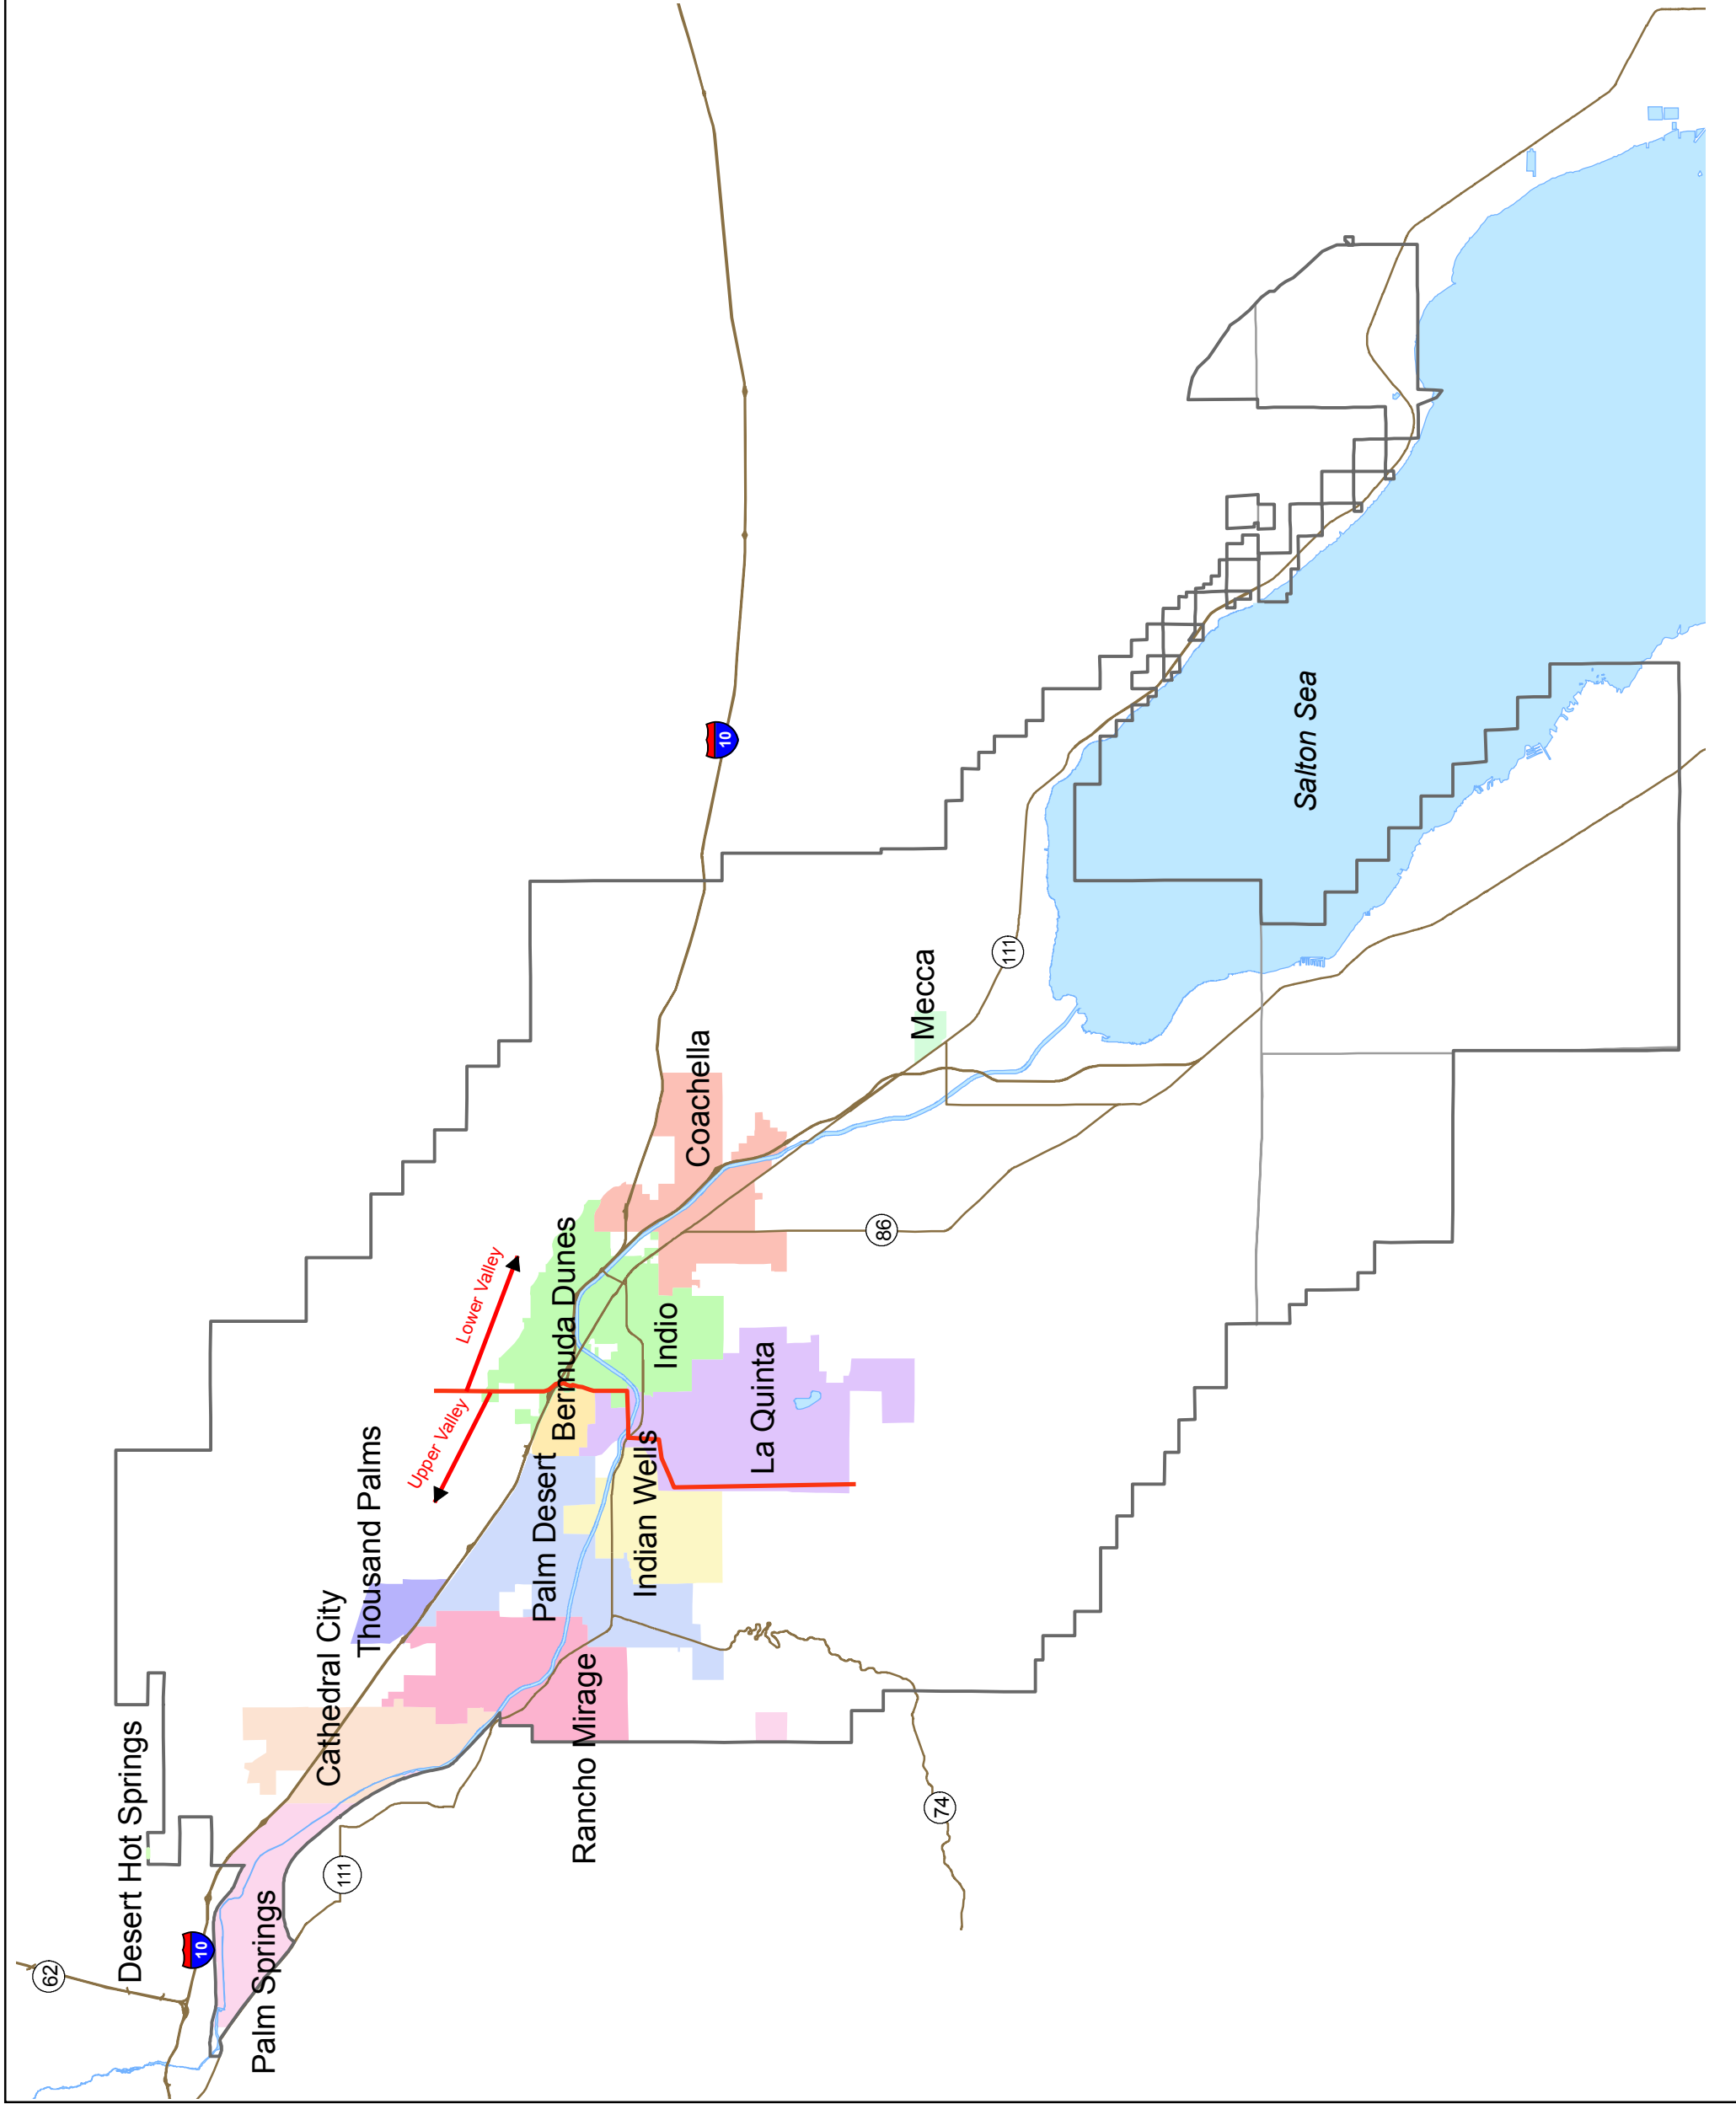 62
10
Desert Hot Springs
Palm Springs
111
Cathedral City
Thousand Palms
Rancho Mirage
Upper Valley
Lower Valley
Palm Desert
Bermuda Dunes
Indian Wells
Indio
La Quinta
Coachella
74
86
Mecca
111
10
Salton Sea